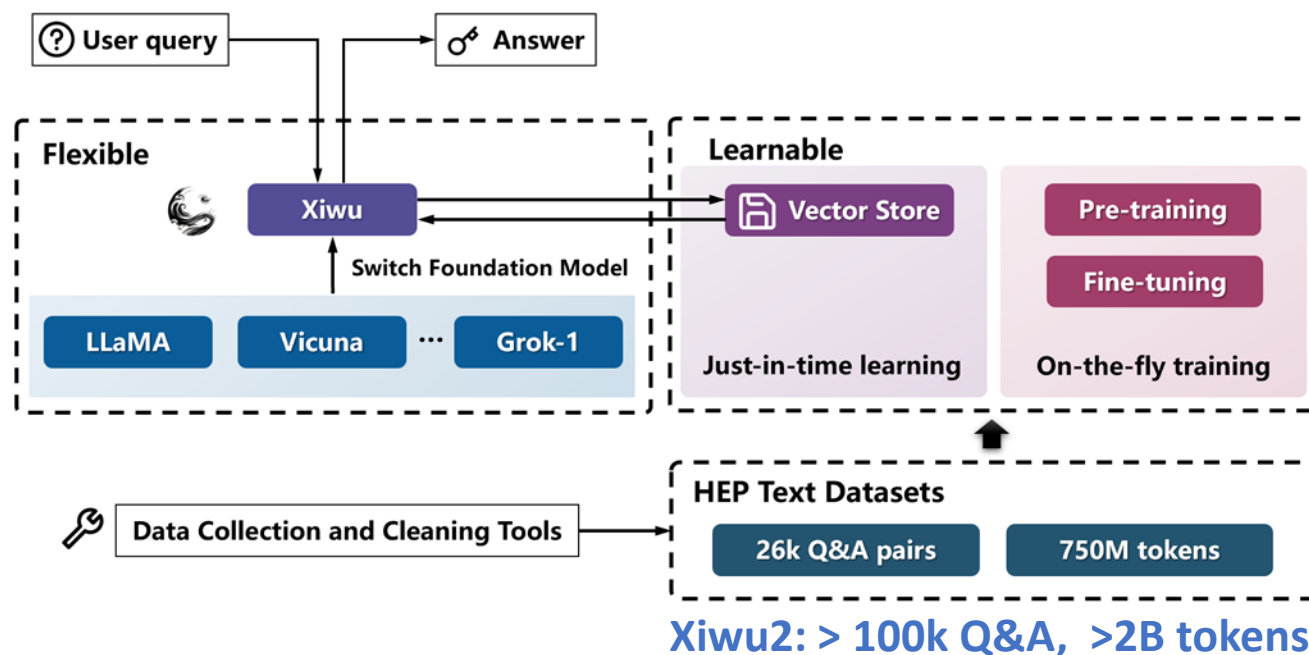 User query
Answer
Flexible
Xiwu
Switch Foundation Model
LLaMA
Vicuna
...
Grok-1
Learnable
Vector Store
Just-in-time learning
Pre-training
Fine-tuning
On-the-fly training
Data Collection and Cleaning Tools
HEP Text Datasets
26k Q&A pairs
750M tokens
Xiwu2: > 100k Q&A, >2B tokens